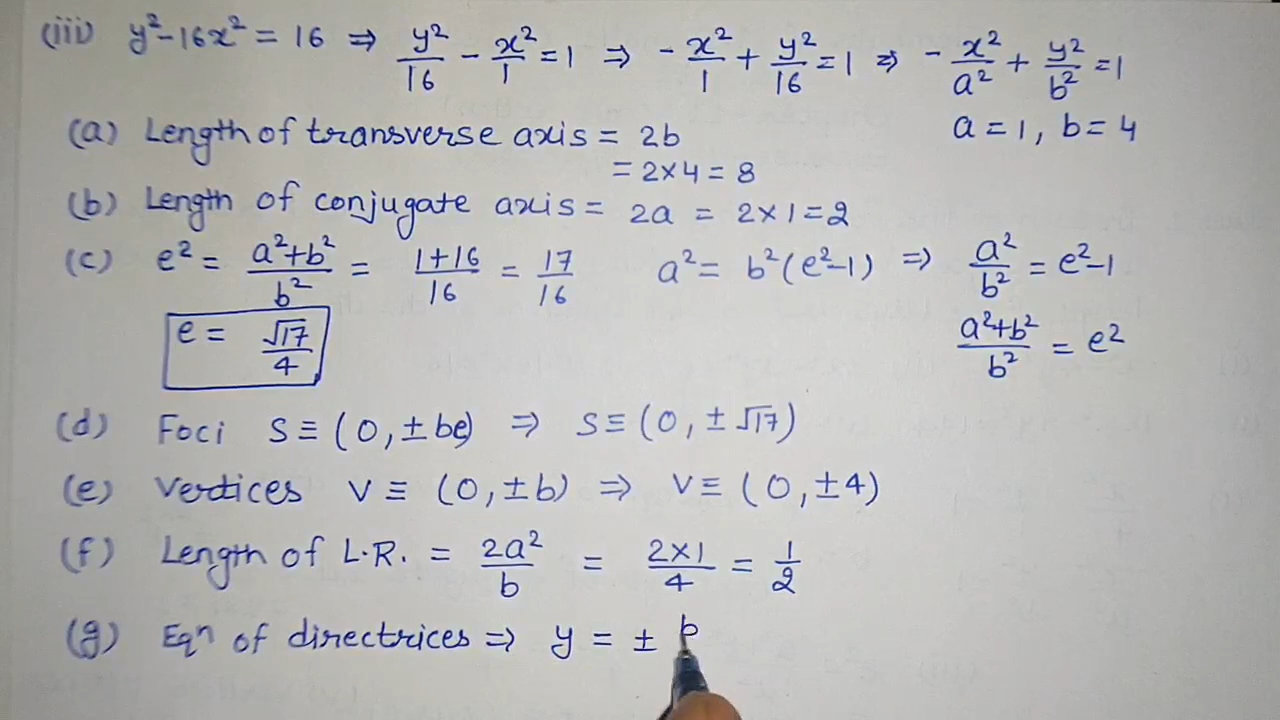 (iii) y²-16x² = 16 ⇒ y²/16 - x²/1 = 1 ⇒ -x²/1 + y²/16 = 1 ⇒ -x²/a² + y²/b² = 1
a = 1, b = 4
(a) Length of transverse axis = 2b
= 2×4 = 8
(b) Length of conjugate axis = 2a = 2×1 = 2
(c) e² = a²+b²/b² = 1+16/16 = 17/16 a² = b²(e²-1) ⇒ a²/b² = e²-1
e = √17/4 a²+b²/b² = e²
(d) Foci S ≡ (0, ± be) ⇒ S ≡ (0, ± √17)
(e) Vertices V ≡ (0, ±b) ⇒ V ≡ (0, ±4)
(f) Length of L.R. = 2a²/b = 2×1/4 = 1/2
(g) Eqⁿ of directrices ⇒ y = ± b